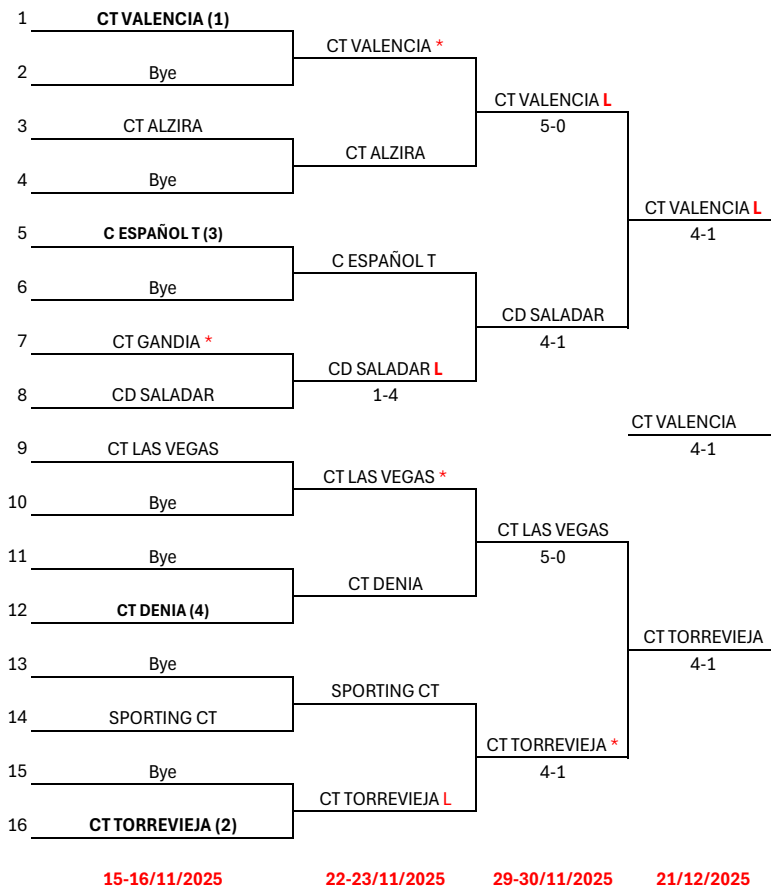 1 CT VALENCIA (1)
CT VALENCIA *
2 Bye
CT VALENCIA L
5-0
3 CT ALZIRA
CT ALZIRA
4 Bye
CT VALENCIA L
4-1
5 C ESPAÑOL T (3)
C ESPAÑOL T
6 Bye
CD SALADAR
4-1
7 CT GANDIA *
CD SALADAR L
1-4
8 CD SALADAR
CT VALENCIA
4-1
9 CT LAS VEGAS
CT LAS VEGAS *
10 Bye
CT LAS VEGAS
5-0
11 Bye
CT DENIA
12 CT DENIA (4)
CT TORREVIEJA
4-1
13 Bye
SPORTING CT
14 SPORTING CT
CT TORREVIEJA *
4-1
15 Bye
CT TORREVIEJA L
16 CT TORREVIEJA (2)
15-16/11/2025 22-23/11/2025 29-30/11/2025 21/12/2025